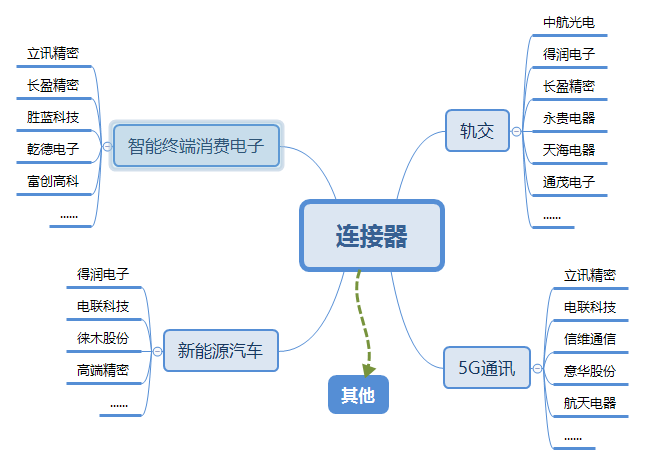 连接器
智能终端消费电子
立讯精密
长盈精密
胜蓝科技
乾德电子
富创高科
......
新能源汽车
得润电子
电联科技
徕木股份
高端精密
......
轨交
中航光电
得润电子
长盈精密
永贵电器
天海电器
通茂电子
......
5G通讯
立讯精密
电联科技
信维通信
意华股份
航天电器
......
其他